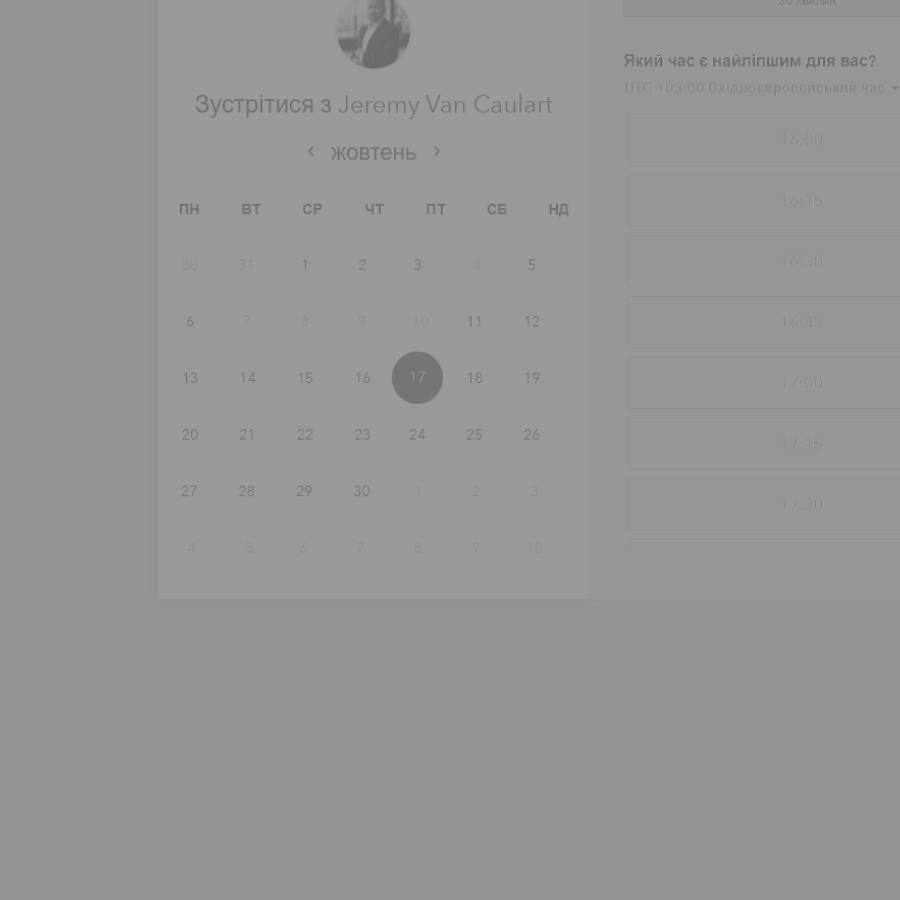 30 хвилин
Зустрітися з Jeremy Van Caulart
жовтень
ПН ВТ СР ЧТ ПТ СБ НД
30 31 1 2 3 4 5
6 7 8 9 10 11 12
13 14 15 16 17 18 19
20 21 22 23 24 25 26
27 28 29 30 1 2 3
4 5 6 7 8 9 10
Який час є найліпшим для вас?
UTC +03:00 Східноєвропейський час
16:00
16:15
16:30
16:45
17:00
17:15
17:30